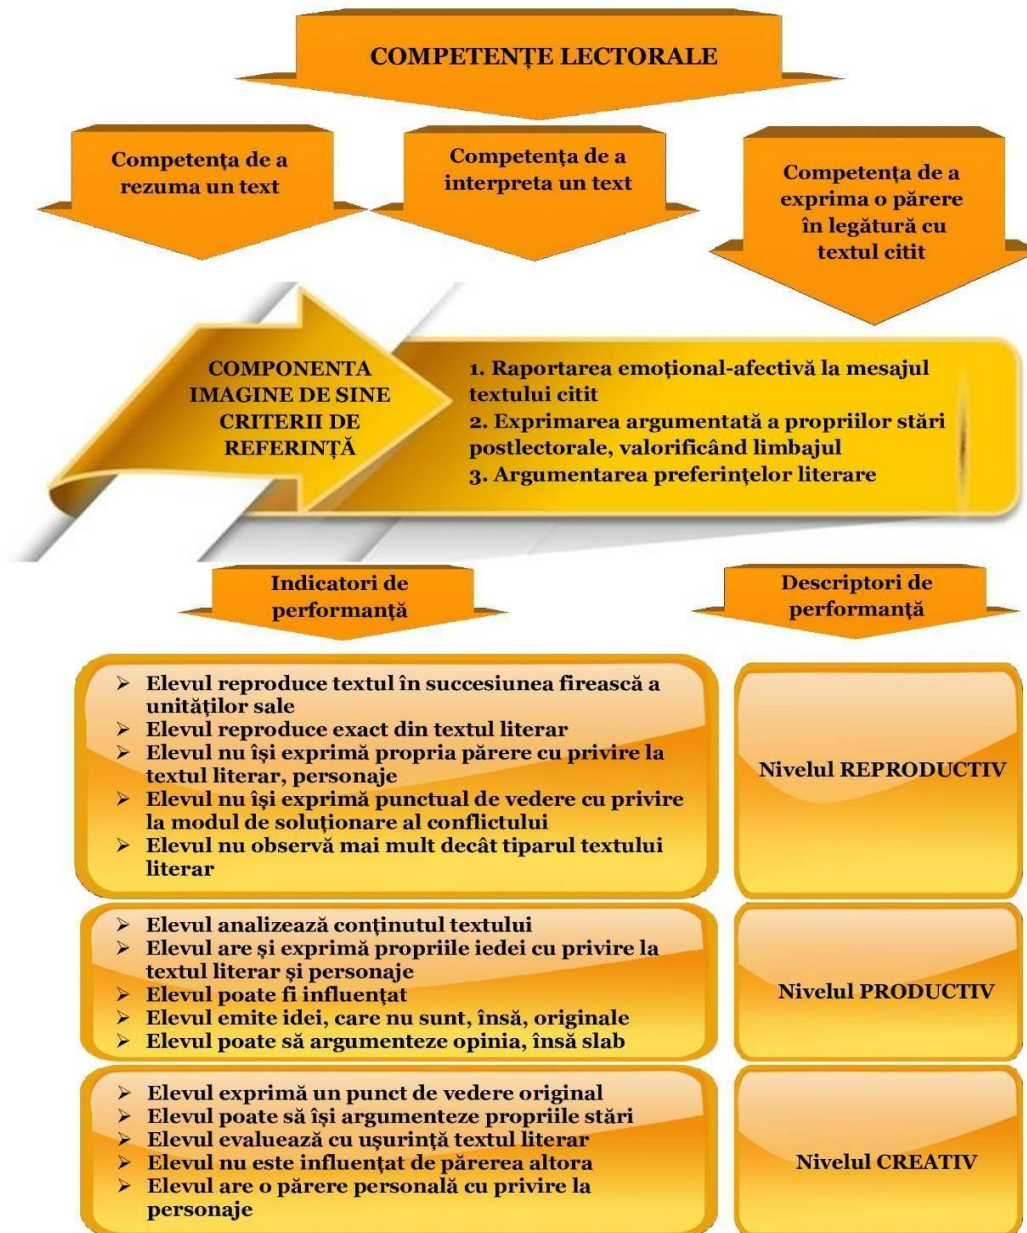 COMPETENȚE LECTORALE
Competența de a
rezuma un text
Competența de a
interpreta un text
Competența de a
exprima o părere
în legătură cu
textul citit
COMPONENTA
IMAGINE DE SINE
CRITERII DE
REFERINȚĂ
1. Raportarea emoțional-afectivă la mesajul
textului citit
2. Exprimarea argumentată a propriilor stări
postlectorale, valorificând limbajul
3. Argumentarea preferințelor literare
Indicatori de
performanță
Descriptori de
performanță
➢ Elevul reproduce textul în succesiunea firească a
unităților sale
➢ Elevul reproduce exact din textul literar
➢ Elevul nu își exprimă propria părere cu privire la
textul literar, personaje
➢ Elevul nu își exprimă punctual de vedere cu privire
la modul de soluționare al conflictului
➢ Elevul nu observă mai mult decât tiparul textului
literar
Nivelul REPRODUCTIV
➢ Elevul analizează conținutul textului
➢ Elevul are și exprimă propriile iedei cu privire la
textul literar și personaje
➢ Elevul poate fi influențat
➢ Elevul emite idei, care nu sunt, însă, originale
➢ Elevul poate să argumenteze opinia, însă slab
Nivelul PRODUCTIV
➢ Elevul exprimă un punct de vedere original
➢ Elevul poate să își argumenteze propriile stări
➢ Elevul evaluează cu ușurință textul literar
➢ Elevul nu este influențat de părerea altora
➢ Elevul are o părere personală cu privire la
personaje
Nivelul CREATIV